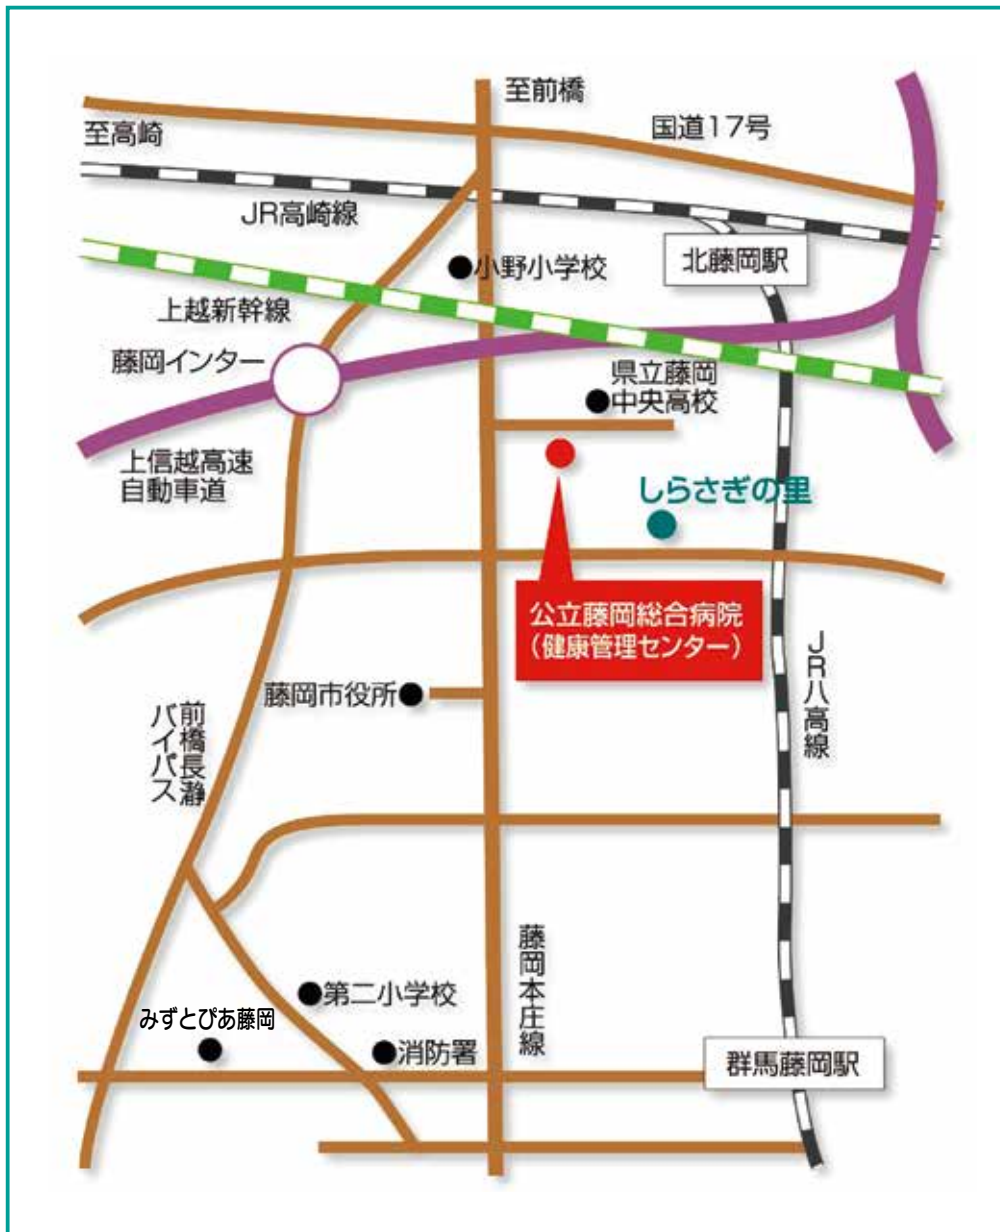 至前橋
国道17号
至高崎
JR高崎線
北藤岡駅
小野小学校
上越新幹線
藤岡インター
県立藤岡
中央高校
上信越高速
自動車道
しらさぎの里
公立藤岡総合病院
（健康管理センター）
JR八高線
藤岡市役所
前橋長瀞
バイパス
藤岡本庄線
第二小学校
みずとぴあ藤岡
消防署
群馬藤岡駅